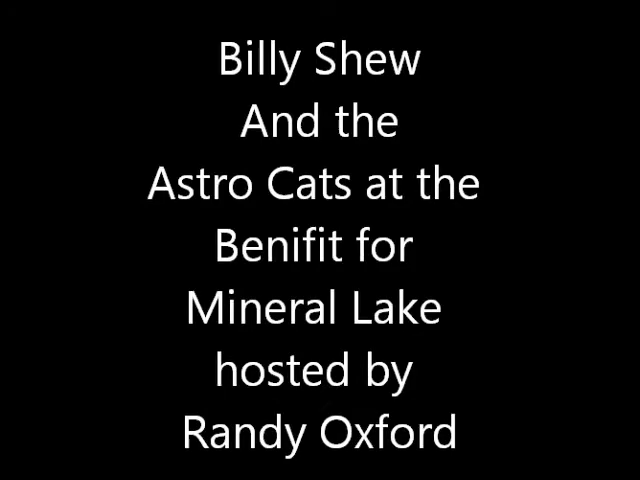 Billy Shew
And the
Astro Cats at the
Benifit for
Mineral Lake
hosted by
Randy Oxford